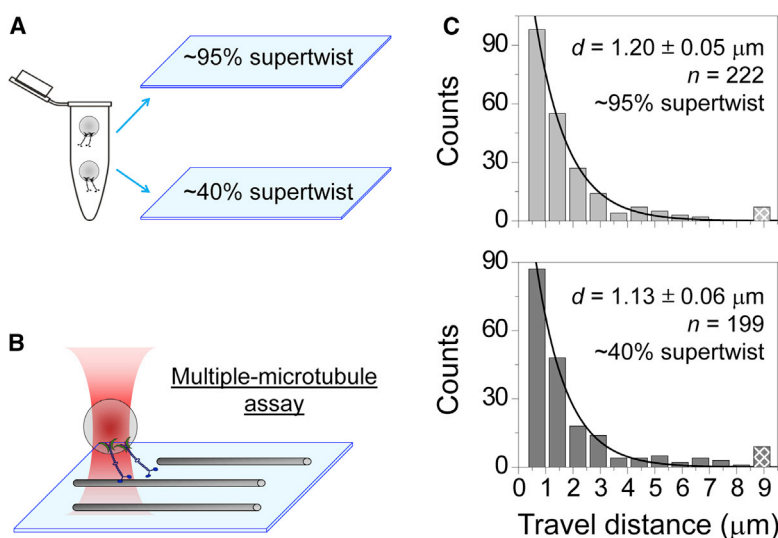 A
~95% supertwist
~40% supertwist
B
Multiple-microtubule
assay
C
Counts
90
60
30
0
d = 1.20 ± 0.05 µm
n = 222
~95% supertwist
Counts
90
60
30
0
d = 1.13 ± 0.06 µm
n = 199
~40% supertwist
0 1 2 3 4 5 6 7 8 9
Travel distance (µm)